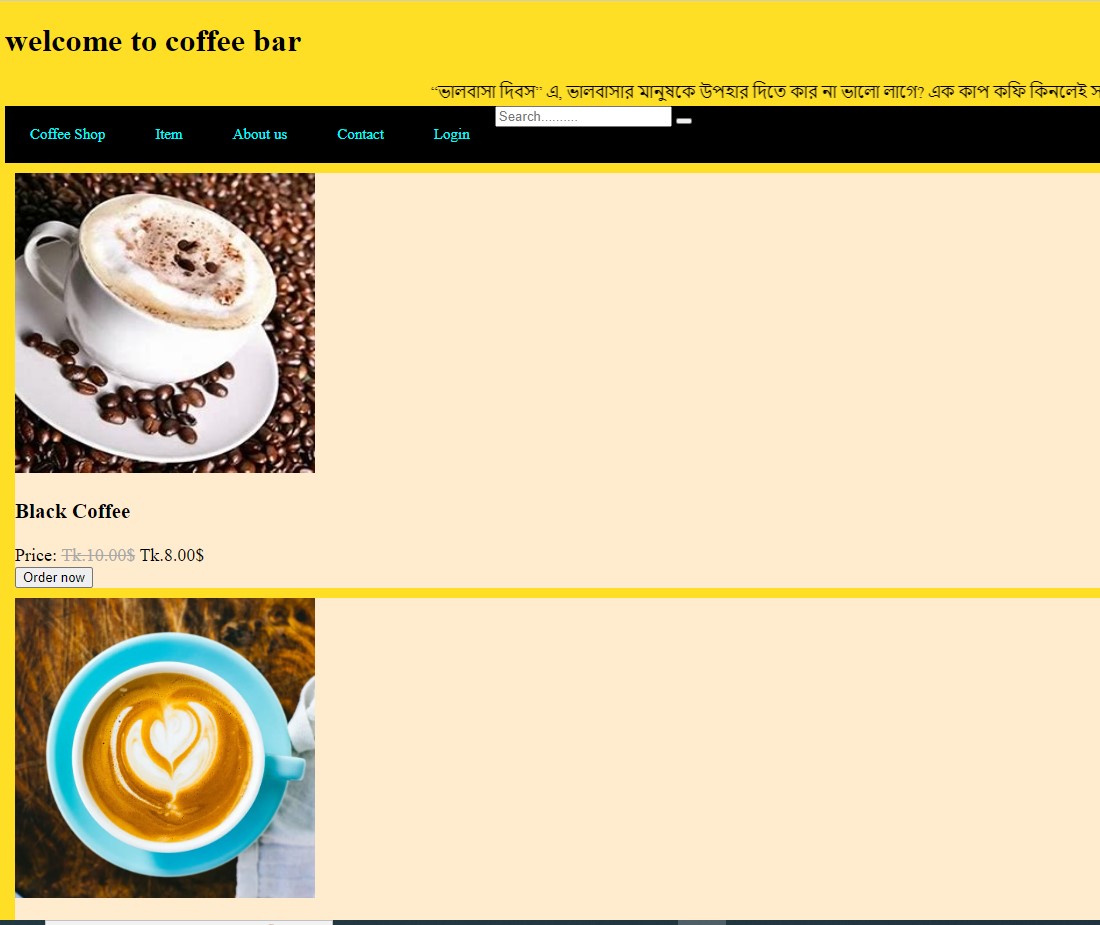 welcome to coffee bar
“ভালবাসা দিবস” এ, ভালবাসার মানুষকে উপহার দিতে কার না ভালো লাগে? এক কাপ কফি কিনলেই
Coffee Shop Item About us Contact Login Search..........
Black Coffee
Price: Tk.10.00$ Tk.8.00$
Order now